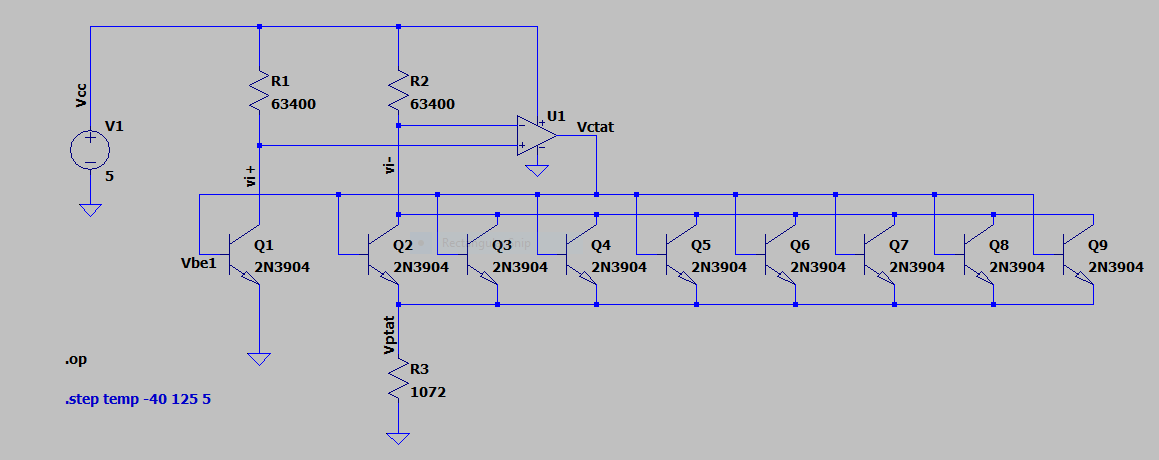 Vcc
V1
5
R1
63400
R2
63400
U1
Vctat
vi+
vi-
Vbe1
Q1
2N3904
Q2
2N3904
Q3
2N3904
Q4
2N3904
Q5
2N3904
Q6
2N3904
Q7
2N3904
Q8
2N3904
Q9
2N3904
Rectangular Snip
Vptat
R3
1072
.op
.step temp -40 125 5